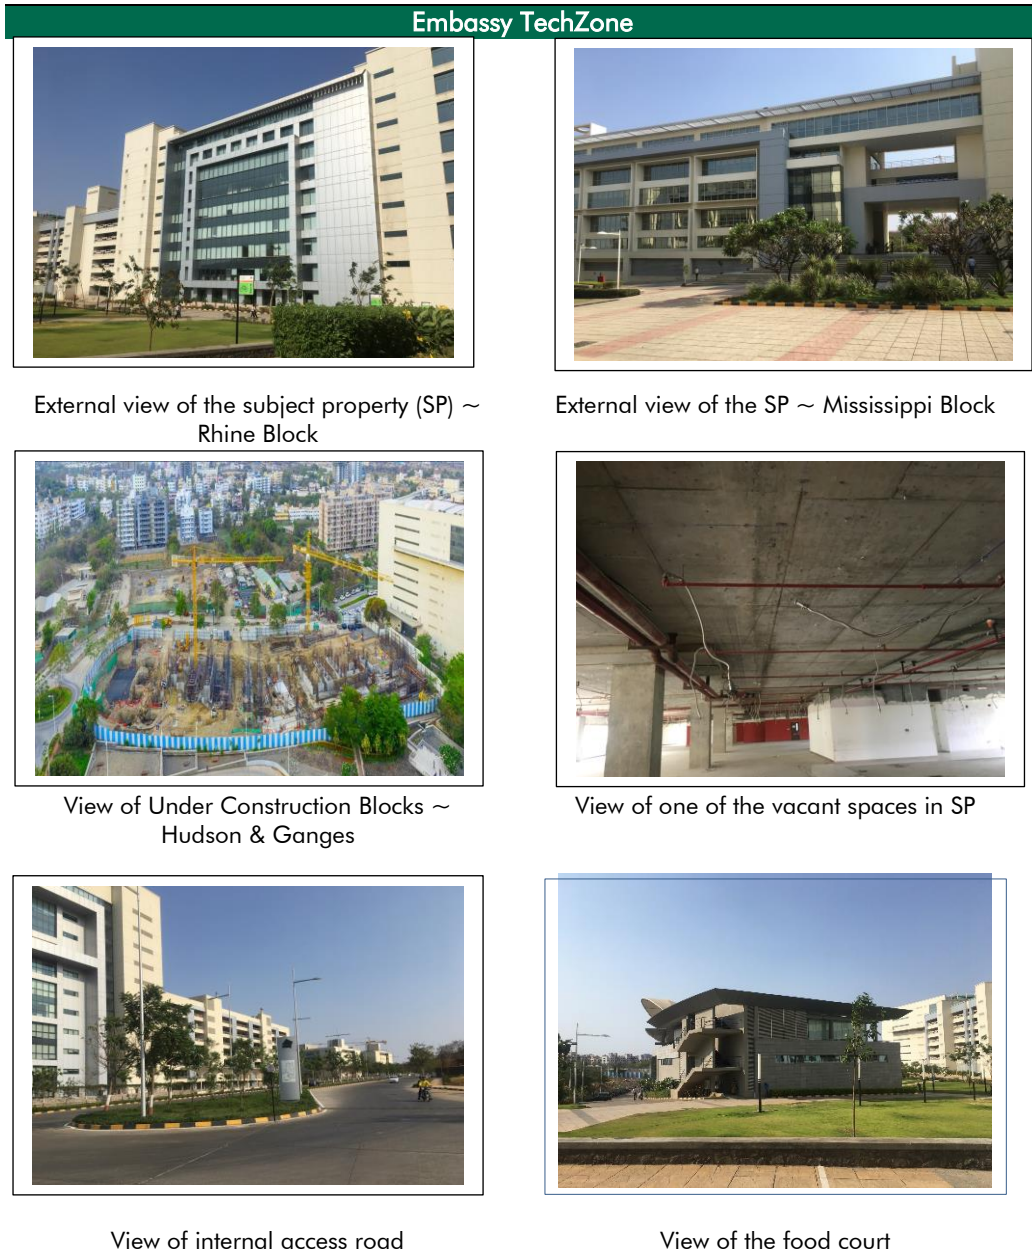 Embassy TechZone
External view of the subject property (SP) ~
Rhine Block
External view of the SP ~ Mississippi Block
View of Under Construction Blocks ~
Hudson & Ganges
View of one of the vacant spaces in SP
View of internal access road
View of the food court